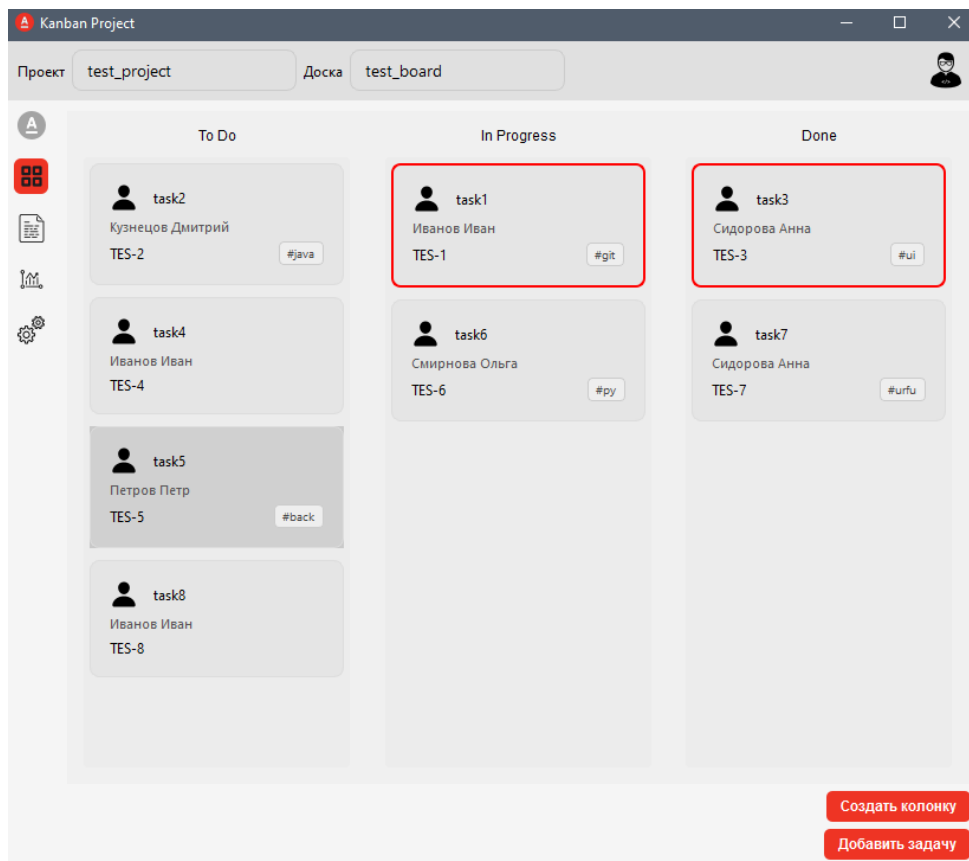 Kanban Project
Проект test_project Доска test_board
To Do
task2
Кузнецов Дмитрий
TES-2 #java
task4
Иванов Иван
TES-4
task5
Петров Петр
TES-5 #back
task8
Иванов Иван
TES-8
In Progress
task1
Иванов Иван
TES-1 #git
task6
Смирнова Ольга
TES-6 #py
Done
task3
Сидорова Анна
TES-3 #ui
task7
Сидорова Анна
TES-7 #urfu
Создать колонку
Добавить задачу